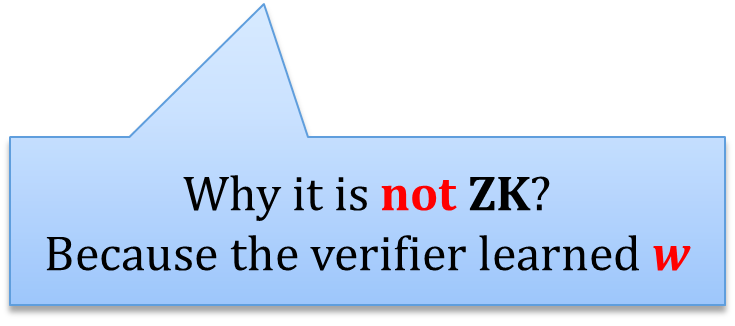 Why it is not ZK?
Because the verifier learned w